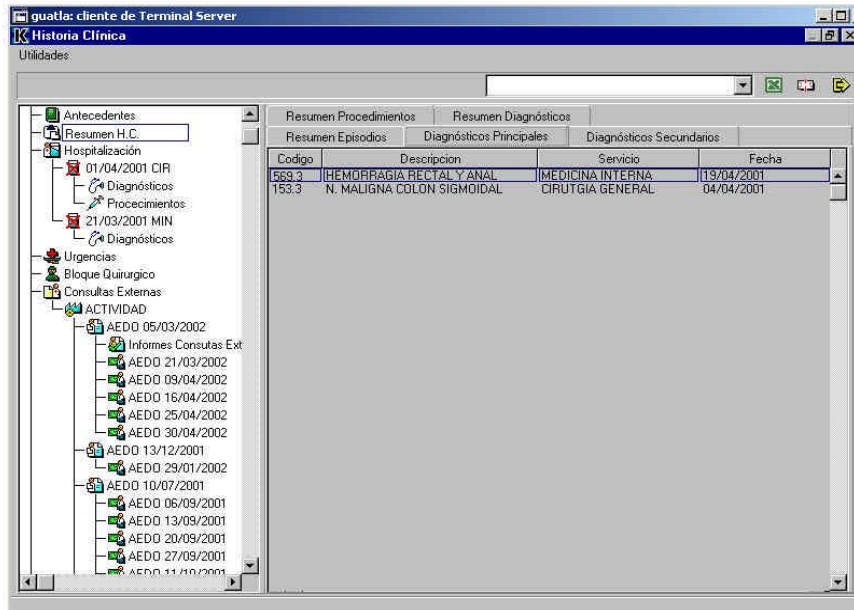 guatla: cliente de Terminal Server
Historia Clínica
Utilidades
Antecedentes
Resumen H.C.
Hospitalización
01/04/2001 CIR
Diagnósticos
Procecimientos
21/03/2001 MIN
Diagnósticos
Urgencias
Bloque Quirurgico
Consultas Externas
ACTIVIDAD
AEDO 05/03/2002
Informes Consutas Ext
AEDO 21/03/2002
AEDO 09/04/2002
AEDO 16/04/2002
AEDO 25/04/2002
AEDO 30/04/2002
AEDO 13/12/2001
AEDO 29/01/2002
AEDO 10/07/2001
AEDO 06/09/2001
AEDO 13/09/2001
AEDO 20/09/2001
AEDO 27/09/2001
AEDO 11/10/2001
Resumen Procedimientos Resumen Diagnósticos
Resumen Episodios Diagnósticos Principales Diagnósticos Secundarios
Codigo Descripcion Servicio Fecha
569.3 HEMORRAGIA RECTAL Y ANAL MEDICINA INTERNA 19/04/2001
153.3 N. MALIGNA COLON SIGMOIDAL CIRUTGIA GENERAL 04/04/2001